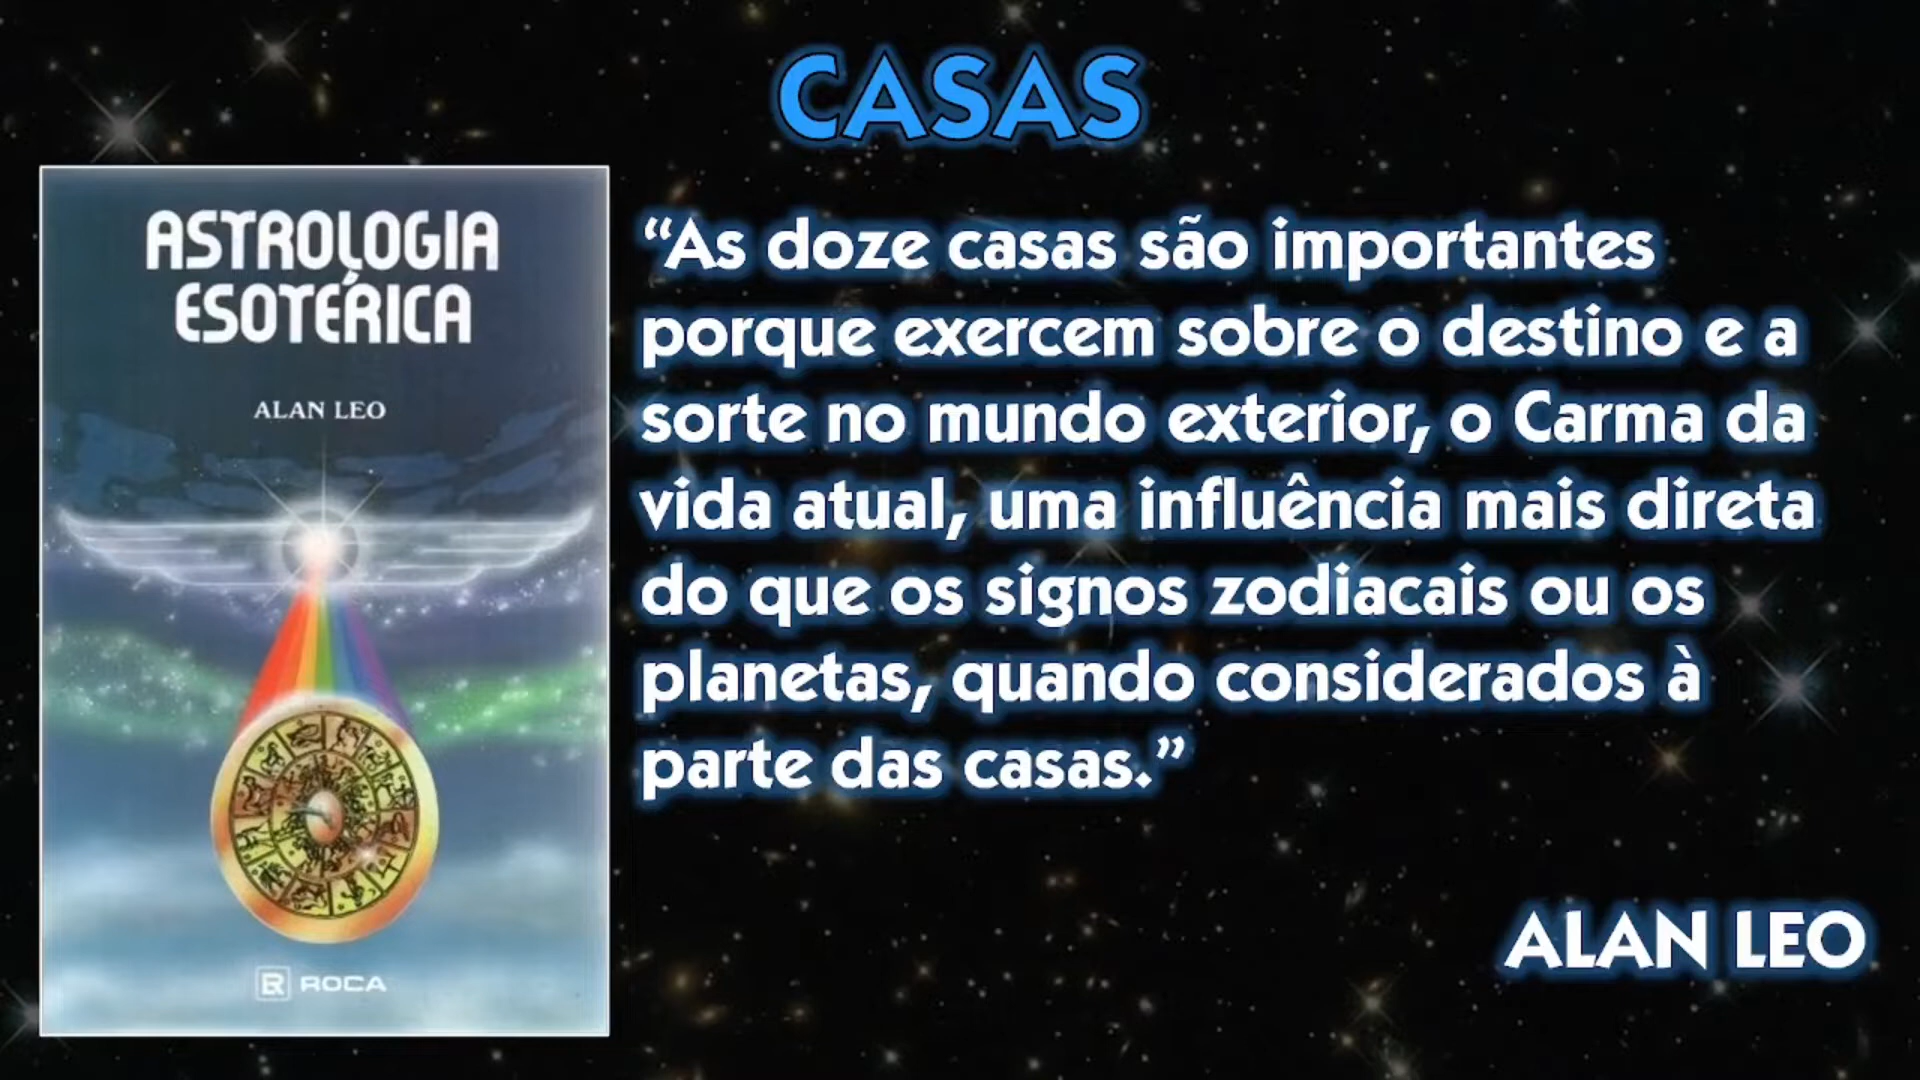 CASAS
ASTROLOGIA
ESOTÉRICA
ALAN LEO
ROCA
“As doze casas são importantes
porque exercem sobre o destino e a
sorte no mundo exterior, o Carma da
vida atual, uma influência mais direta
do que os signos zodiacais ou os
planetas, quando considerados à
parte das casas.”
ALAN LEO